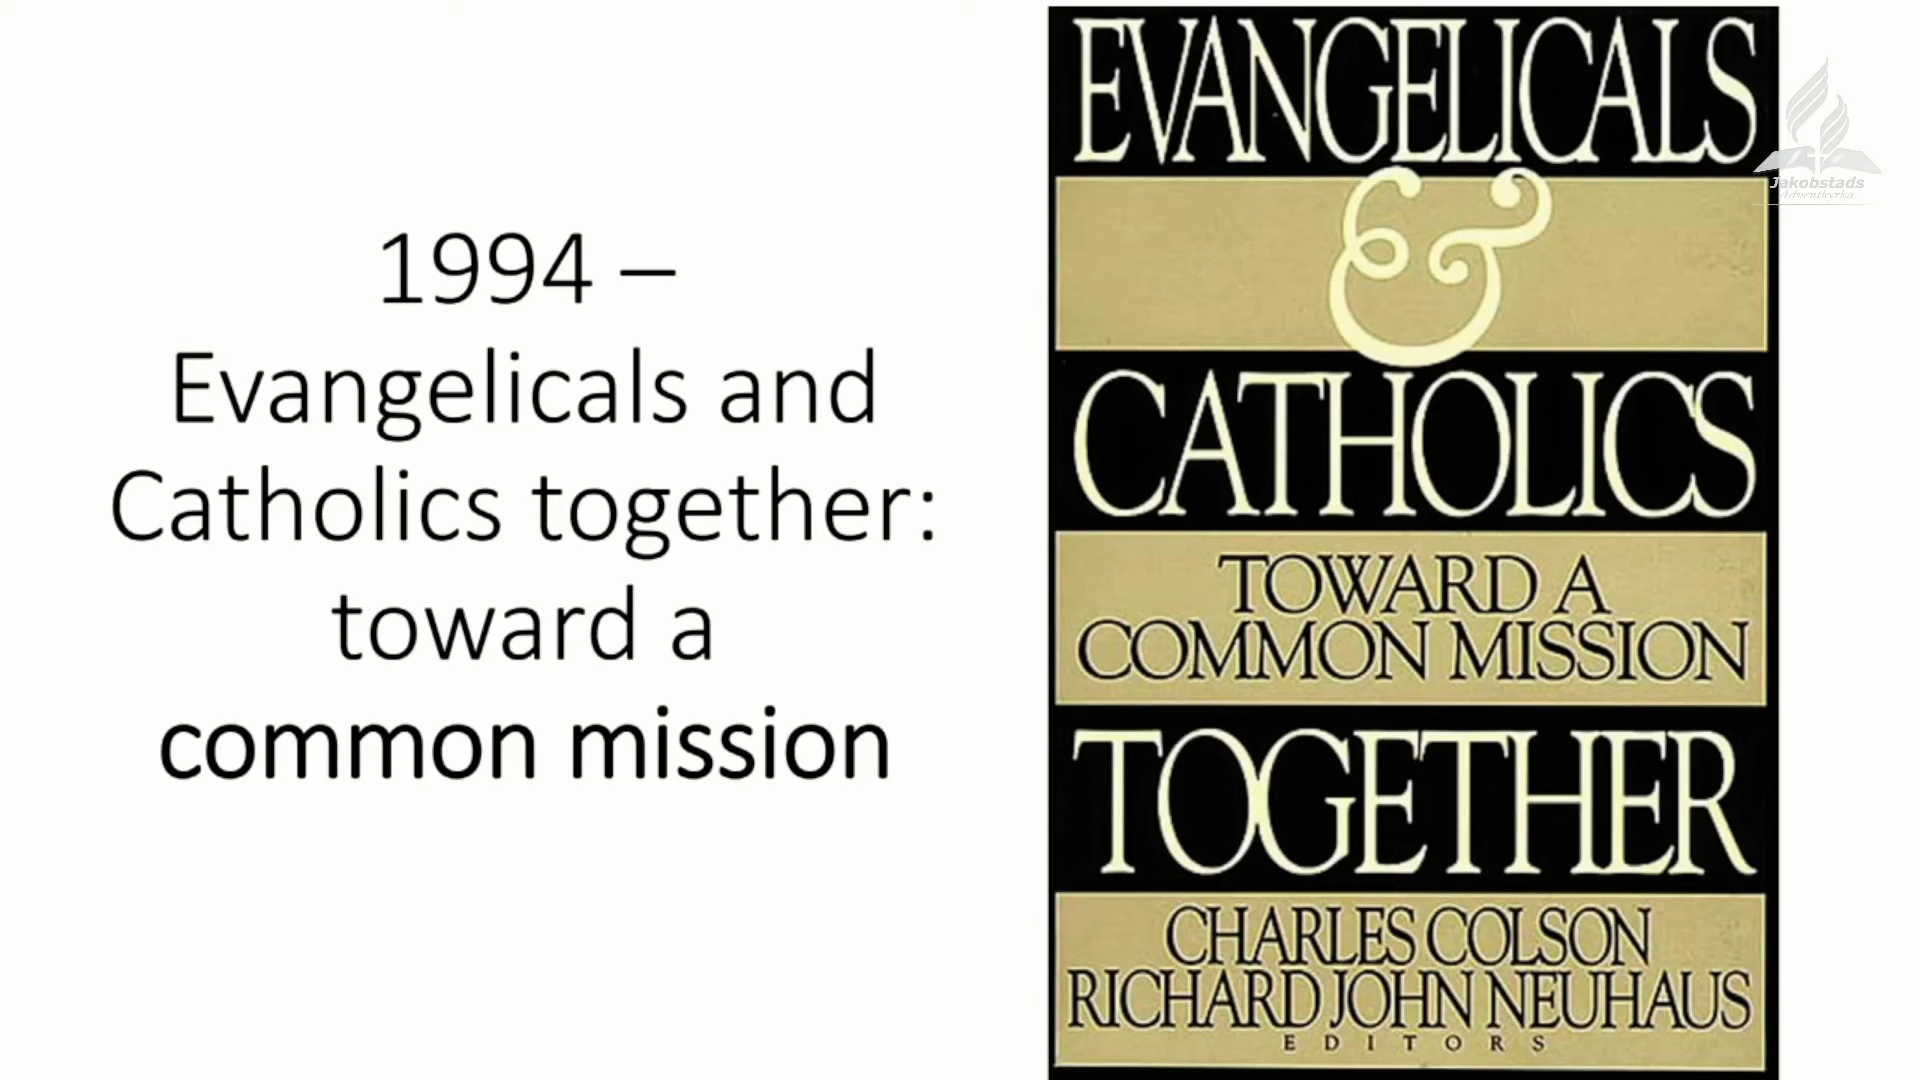 1994 –
Evangelicals and
Catholics together:
toward a
common mission
EVANGELICALS
&
CATHOLICS
TOWARD A
COMMON MISSION
TOGETHER
CHARLES COLSON
RICHARD JOHN NEUHAUS
EDITORS
Jakobstads
Adventkyrka